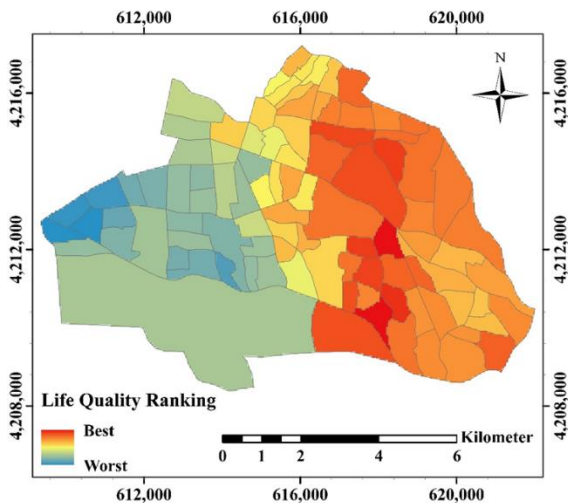 612,000 616,000 620,000
N
4,216,000 4,216,000
4,212,000 4,212,000
4,208,000 4,208,000
Life Quality Ranking
Best
Worst
Kilometer
0 1 2 4 6
612,000 616,000 620,000